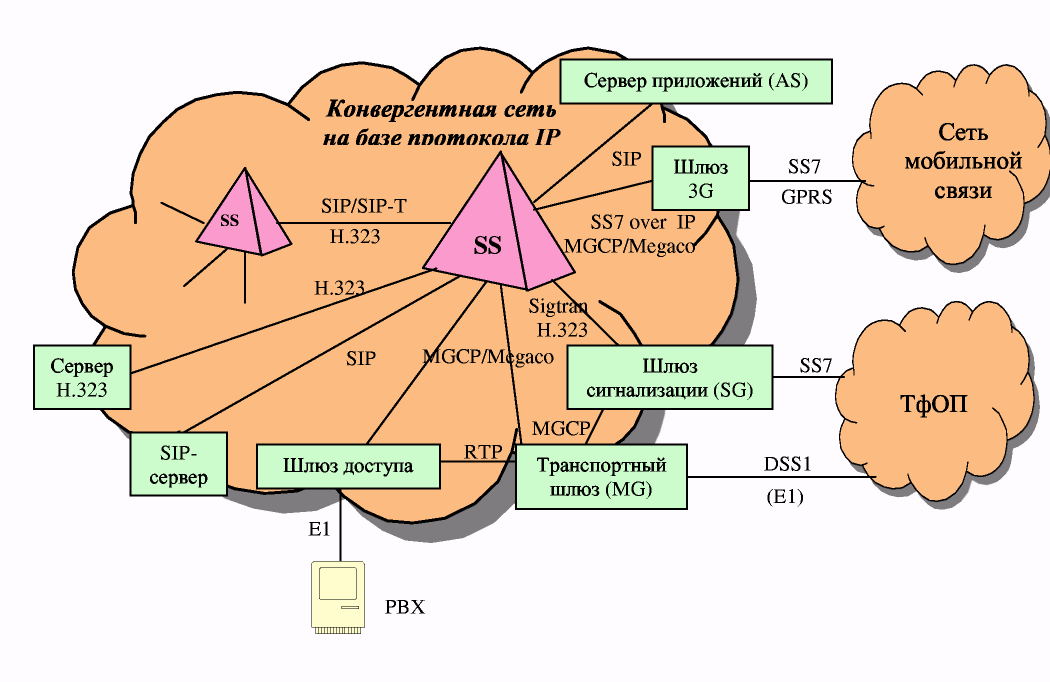 Сервер приложений (AS)
Конвергентная сеть
на базе протокола IP
Сеть
мобильной
связи
SIP
Шлюз
3G
SS7
GPRS
SS
SIP/SIP-T
H.323
SS
SS7 over IP
MGCP/Megaco
H.323
Sigtran
H.323
Сервер
H.323
SIP
MGCP/Megaco
Шлюз
сигнализации (SG)
SS7
ТфОП
MGCP
SIP-
сервер
Шлюз доступа
RTP
Транспортный
шлюз (MG)
DSS1
(E1)
E1
PBX